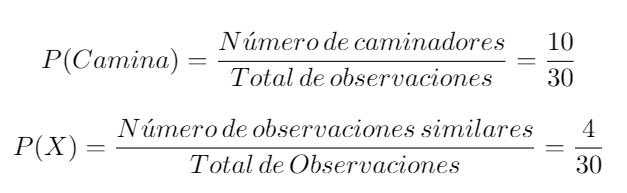 P(Camina) = Número de caminadores / Total de observaciones = 10 / 30
P(X) = Número de observaciones similares / Total de Observaciones = 4 / 30